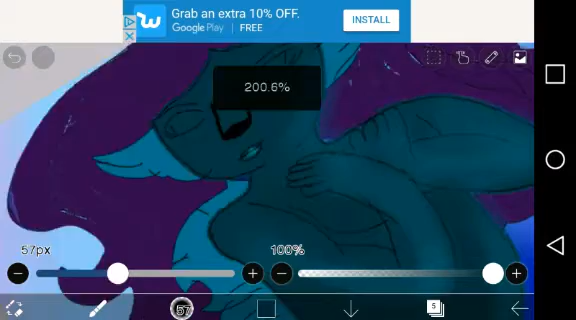 Grab an extra 10% OFF.
Google Play | FREE
INSTALL
200.6%
57px
100%
57
5